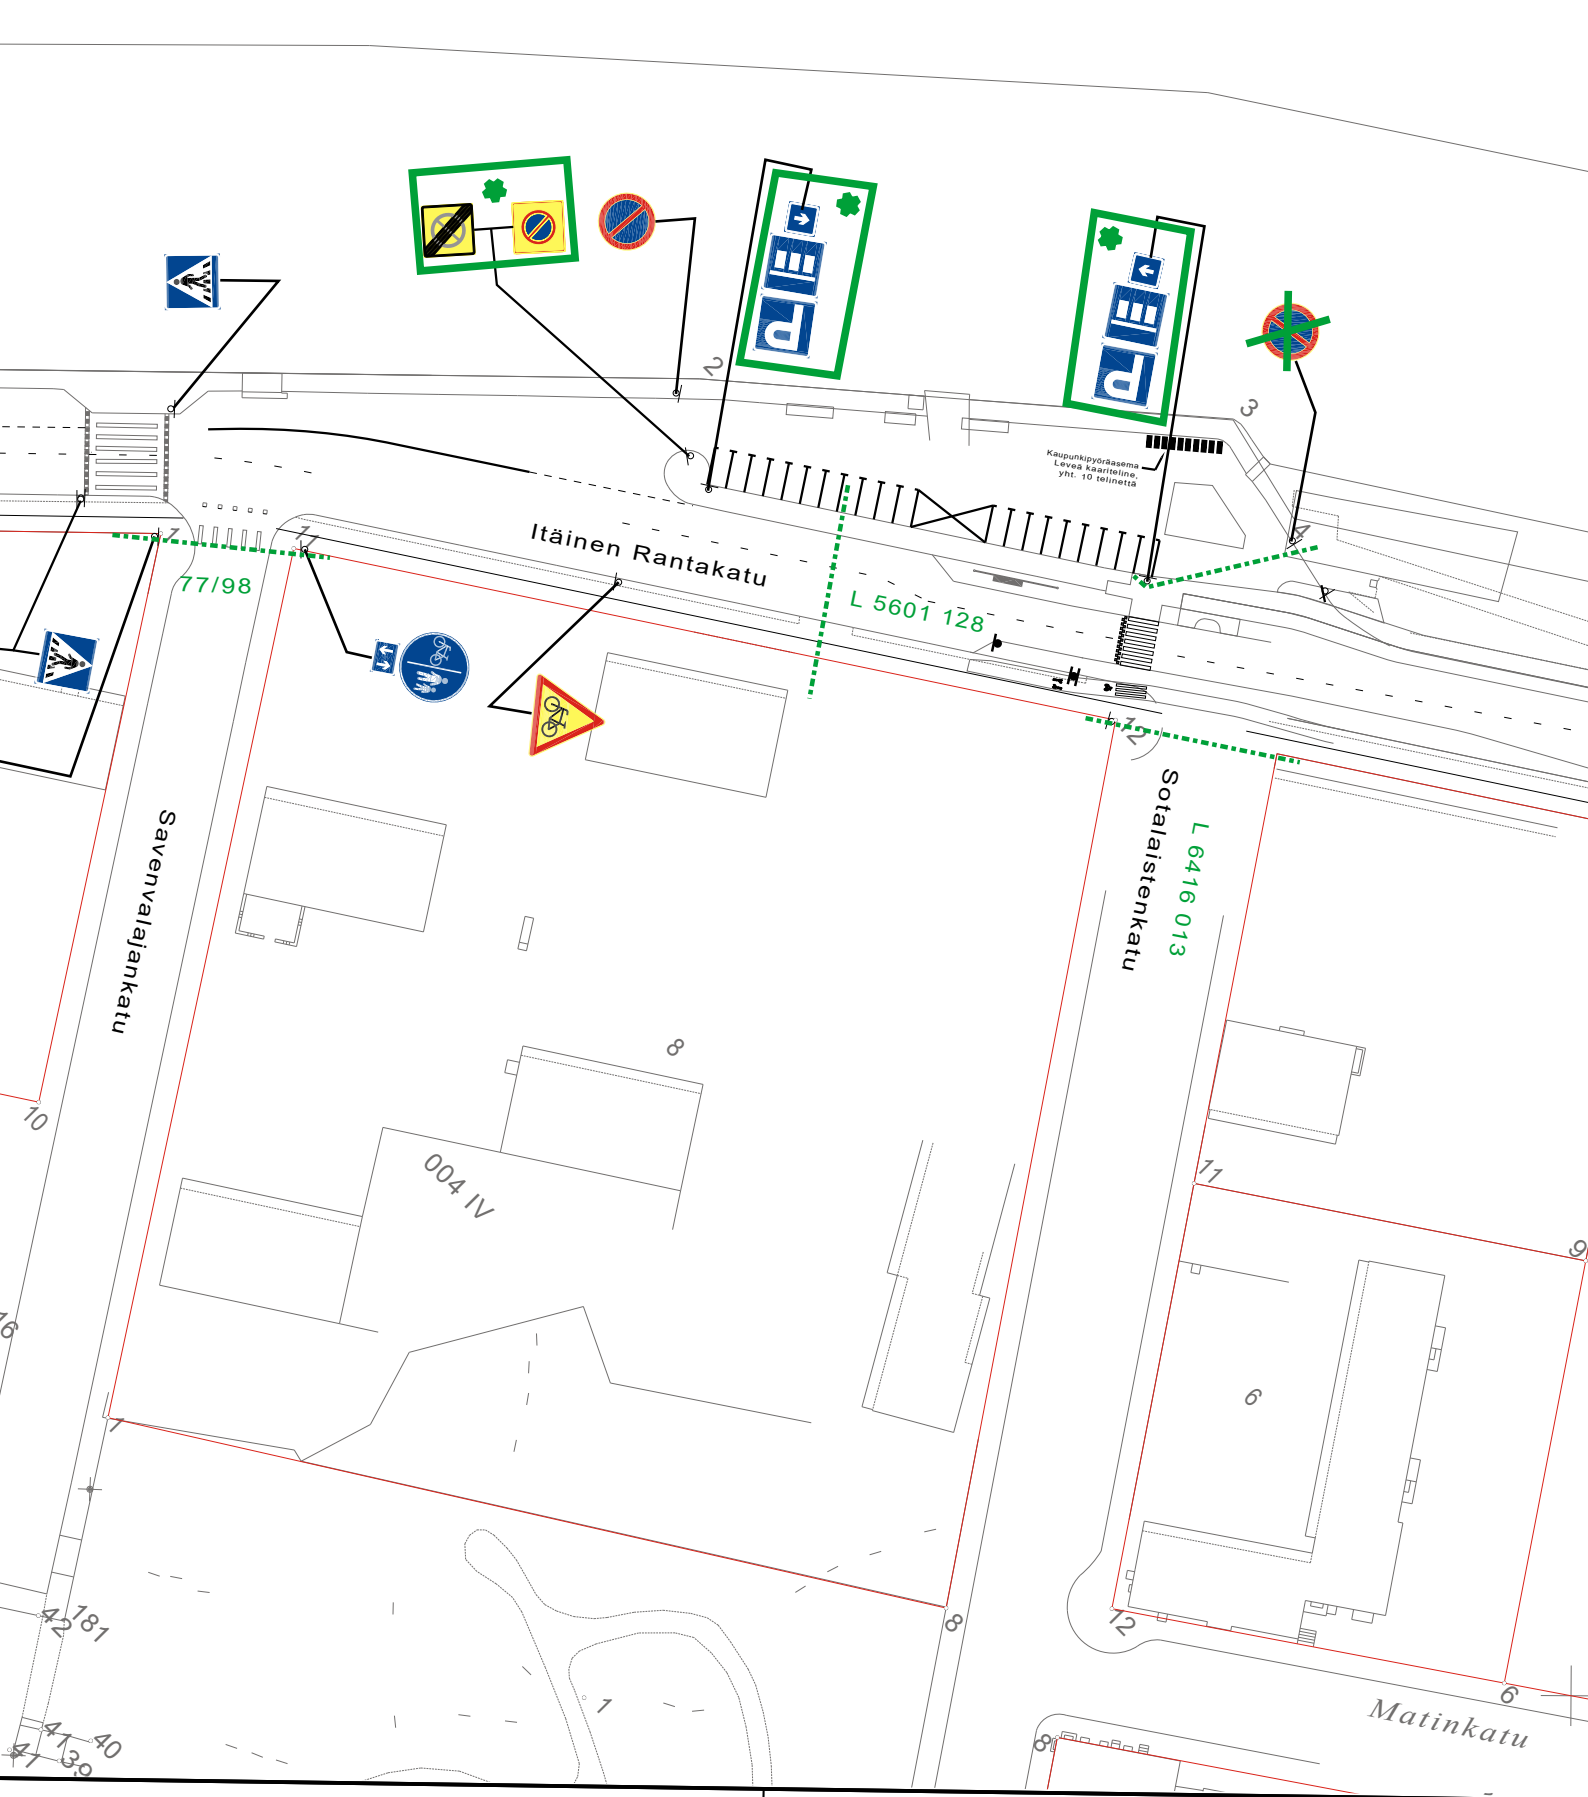 2
3
Kaupunkipyöräasema
Leveä kaariteline,
yht. 10 telinettä
4
1
11
Itäinen Rantakatu
77/98
L 5601 128
12
Sotalaistenkatu
L 6416 013
Savenvalajankatu
8
10
004 IV
11
9
16
6
1
42
181
8
12
1
6
Matinkatu
41
40
41
39
8
P
P